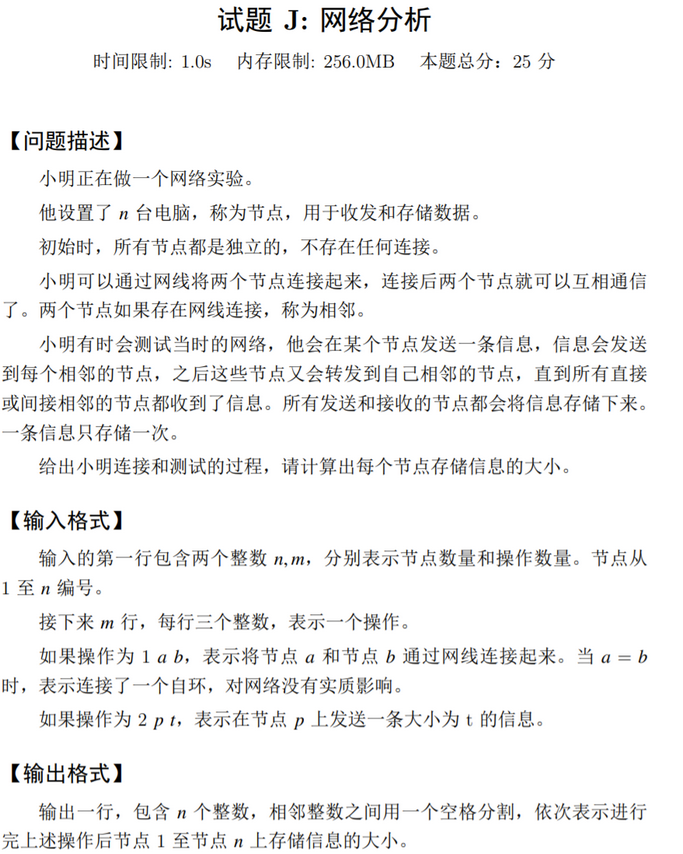 试题 J: 网络分析
时间限制: 1.0s 内存限制: 256.0MB 本题总分：25 分
【问题描述】
小明正在做一个网络实验。
他设置了 n 台电脑，称为节点，用于收发和存储数据。
初始时，所有节点都是独立的，不存在任何连接。
小明可以通过网线将两个节点连接起来，连接后两个节点就可以互相通信
了。两个节点如果存在网线连接，称为相邻。
小明有时会测试当时的网络，他会在某个节点发送一条信息，信息会发送
到每个相邻的节点，之后这些节点又会转发到自己相邻的节点，直到所有直接
或间接相邻的节点都收到了信息。所有发送和接收的节点都会将信息存储下来。
一条信息只存储一次。
给出小明连接和测试的过程，请计算出每个节点存储信息的大小。
【输入格式】
输入的第一行包含两个整数 n, m，分别表示节点数量和操作数量。节点从
1 至 n 编号。
接下来 m 行，每行三个整数，表示一个操作。
如果操作为 1 a b，表示将节点 a 和节点 b 通过网线连接起来。当 a = b
时，表示连接了一个自环，对网络没有实质影响。
如果操作为 2 p t，表示在节点 p 上发送一条大小为 t 的信息。
【输出格式】
输出一行，包含 n 个整数，相邻整数之间用一个空格分割，依次表示进行
完上述操作后节点 1 至节点 n 上存储信息的大小。